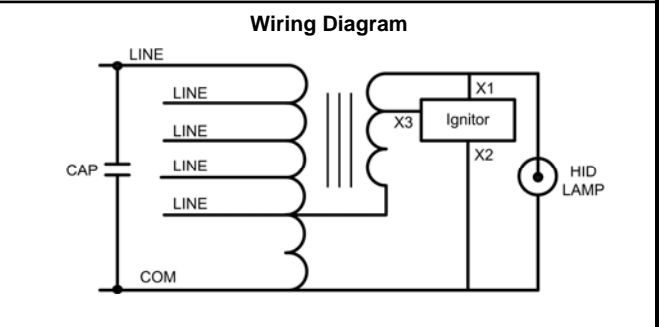 Wiring Diagram
LINE
LINE
X1
X3
Ignitor
LINE
X2
CAP
LINE
HID
LAMP
LINE
COM